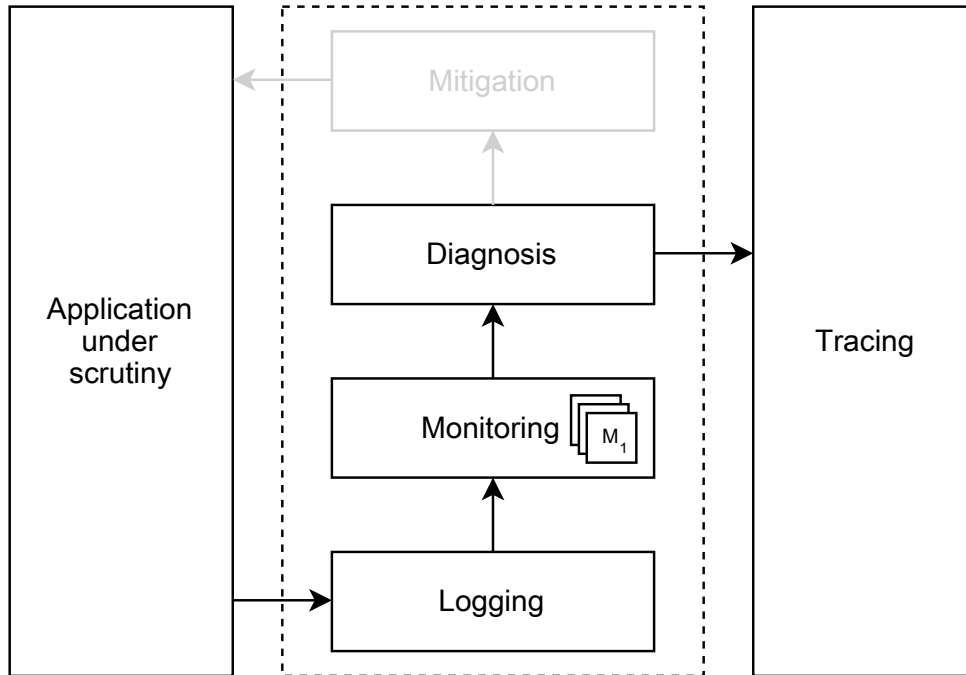 Mitigation
Diagnosis
Application
under
scrutiny
Tracing
Monitoring
M1
Logging